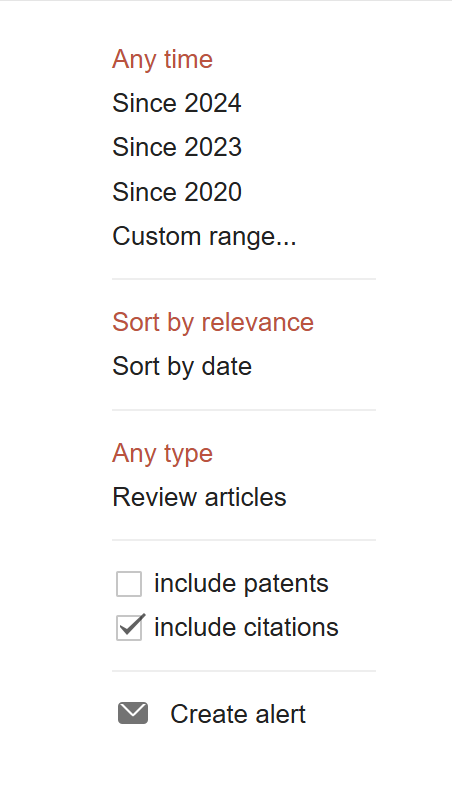 Any time
Since 2024
Since 2023
Since 2020
Custom range...
Sort by relevance
Sort by date
Any type
Review articles
include patents
include citations
Create alert